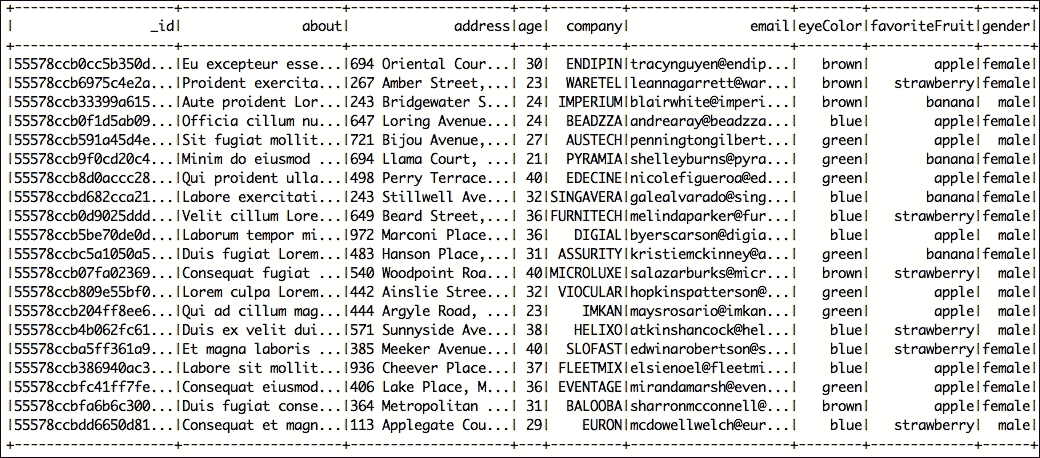 +--------------------+--------------------+--------------------+---+---------+--------------------+--------+-------------+------+
|                 _id|               about|             address|age|  company|               email|eyeColor|favoriteFruit|gender|
+--------------------+--------------------+--------------------+---+---------+--------------------+--------+-------------+------+
|55578ccb0cc5b350d...|Eu excepteur esse...|694 Oriental Cour...| 30|  ENDIPIN|tracynguyen@endip...|   brown|        apple|female|
|55578ccb6975c4e2a...|Proident exercita...|267 Amber Street,...| 23|  WARETEL|leannagarrett@war...|   brown|   strawberry|female|
|55578ccb33399a615...|Aute proident Lor...|243 Bridgewater S...| 24| IMPERIUM|blairwhite@imperi...|   brown|       banana|  male|
|55578ccb0f1d5ab09...|Officia cillum nu...|647 Loring Avenue...| 24|  BEADZZA|andrearay@beadzza...|    blue|        apple|female|
|55578ccb591a45d4e...|Sit fugiat mollit...|721 Bijou Avenue,...| 27|  AUSTECH|penningtongilbert...|   green|        apple|  male|
|55578ccb9f0cd20c4...|Minim do eiusmod ...|694 Llama Court, ...| 21|  PYRAMIA|shelleyburns@pyra...|   green|       banana|female|
|55578ccb8d0accc28...|Qui proident ulla...|498 Perry Terrace...| 40|  EDECINE|nicolefigueroa@ed...|   green|        apple|female|
|55578ccbd682cca21...|Labore exercitati...|243 Stillwell Ave...| 32|SINGAVERA|galealvarado@sing...|    blue|       banana|female|
|55578ccb0d9025ddd...|Velit cillum Lore...|649 Beard Street,...| 36|FURNITECH|melindaparker@fur...|    blue|   strawberry|female|
|55578ccb5be70de0d...|Laborum tempor mi...|972 Marconi Place...| 36|   DIGIAL|byerscarson@digia...|    blue|        apple|  male|
|55578ccbc5a1050a5...|Duis fugiat Lorem...|483 Hanson Place,...| 31| ASSURITY|kristiemckinney@a...|   green|       banana|female|
|55578ccb07fa02369...|Consequat fugiat ...|540 Woodpoint Roa...| 40|MICROLUXE|salazarburks@micr...|   brown|   strawberry|  male|
|55578ccb809e55bf0...|Lorem culpa Lorem...|442 Ainslie Stree...| 32| VIOCULAR|hopkinspatterson@...|   green|        apple|  male|
|55578ccb204ff8ee6...|Qui ad cillum mag...|444 Argyle Road, ...| 23|    IMKAN|maysrosario@imkan...|   green|        apple|  male|
|55578ccb4b062fc61...|Duis ex velit dui...|571 Sunnyside Ave...| 38|   HELIXO|atkinshancock@hel...|    blue|   strawberry|  male|
|55578ccba5ff361a9...|Et magna laboris ...|385 Meeker Avenue...| 40|  SLOFAST|edwinarobertson@s...|    blue|   strawberry|female|
|55578ccb386940ac3...|Labore sit mollit...|936 Cheever Place...| 37| FLEETMIX|elsienoel@fleetmi...|    blue|        apple|female|
|55578ccbfc41ff7fe...|Consequat eiusmod...|406 Lake Place, M...| 36| EVENTAGE|mirandamarsh@even...|   green|        apple|female|
|55578ccbfa6b6c300...|Duis fugiat conse...|364 Metropolitan ...| 31|  BALOOBA|sharronmcconnell@...|   brown|        apple|female|
|55578ccbdd6650d81...|Consequat et magn...|113 Applegate Cou...| 29|    EURON|mcdowellwelch@eur...|    blue|   strawberry|  male|
+--------------------+--------------------+--------------------+---+---------+--------------------+--------+-------------+------+